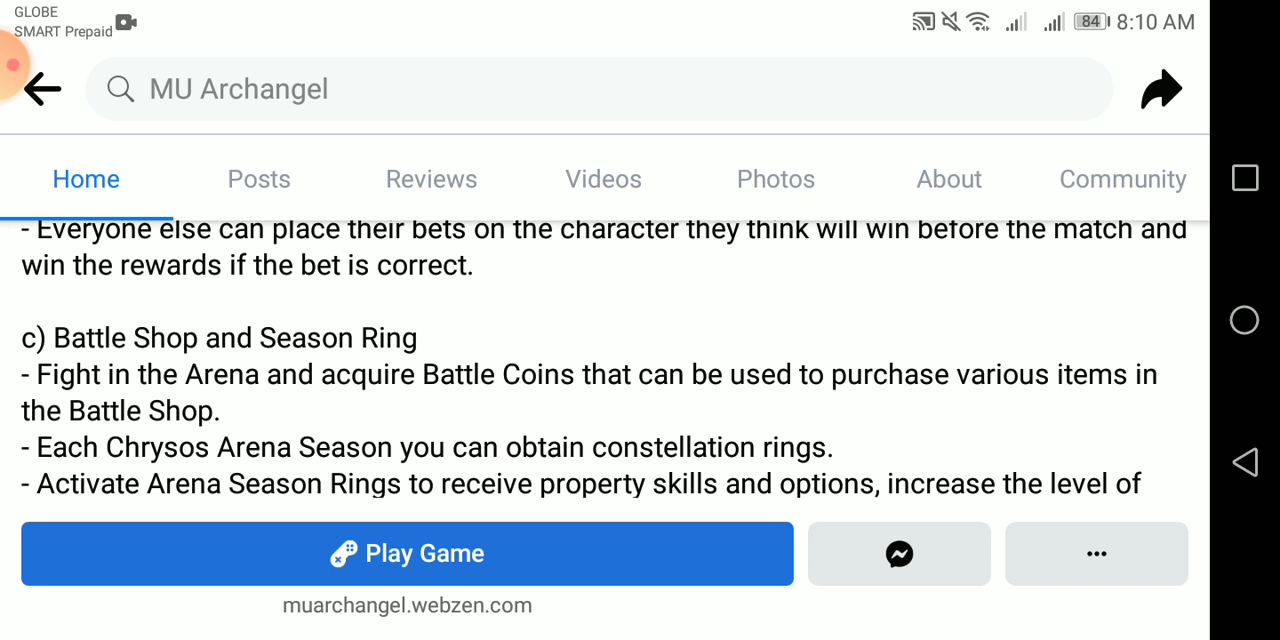 GLOBE
SMART Prepaid
84 8:10 AM
MU Archangel
Home Posts Reviews Videos Photos About Community
- Everyone else can place their bets on the character they think will win before the match and
win the rewards if the bet is correct.
c) Battle Shop and Season Ring
- Fight in the Arena and acquire Battle Coins that can be used to purchase various items in
the Battle Shop.
- Each Chrysos Arena Season you can obtain constellation rings.
- Activate Arena Season Rings to receive property skills and options, increase the level of
Play Game
muarchangel.webzen.com